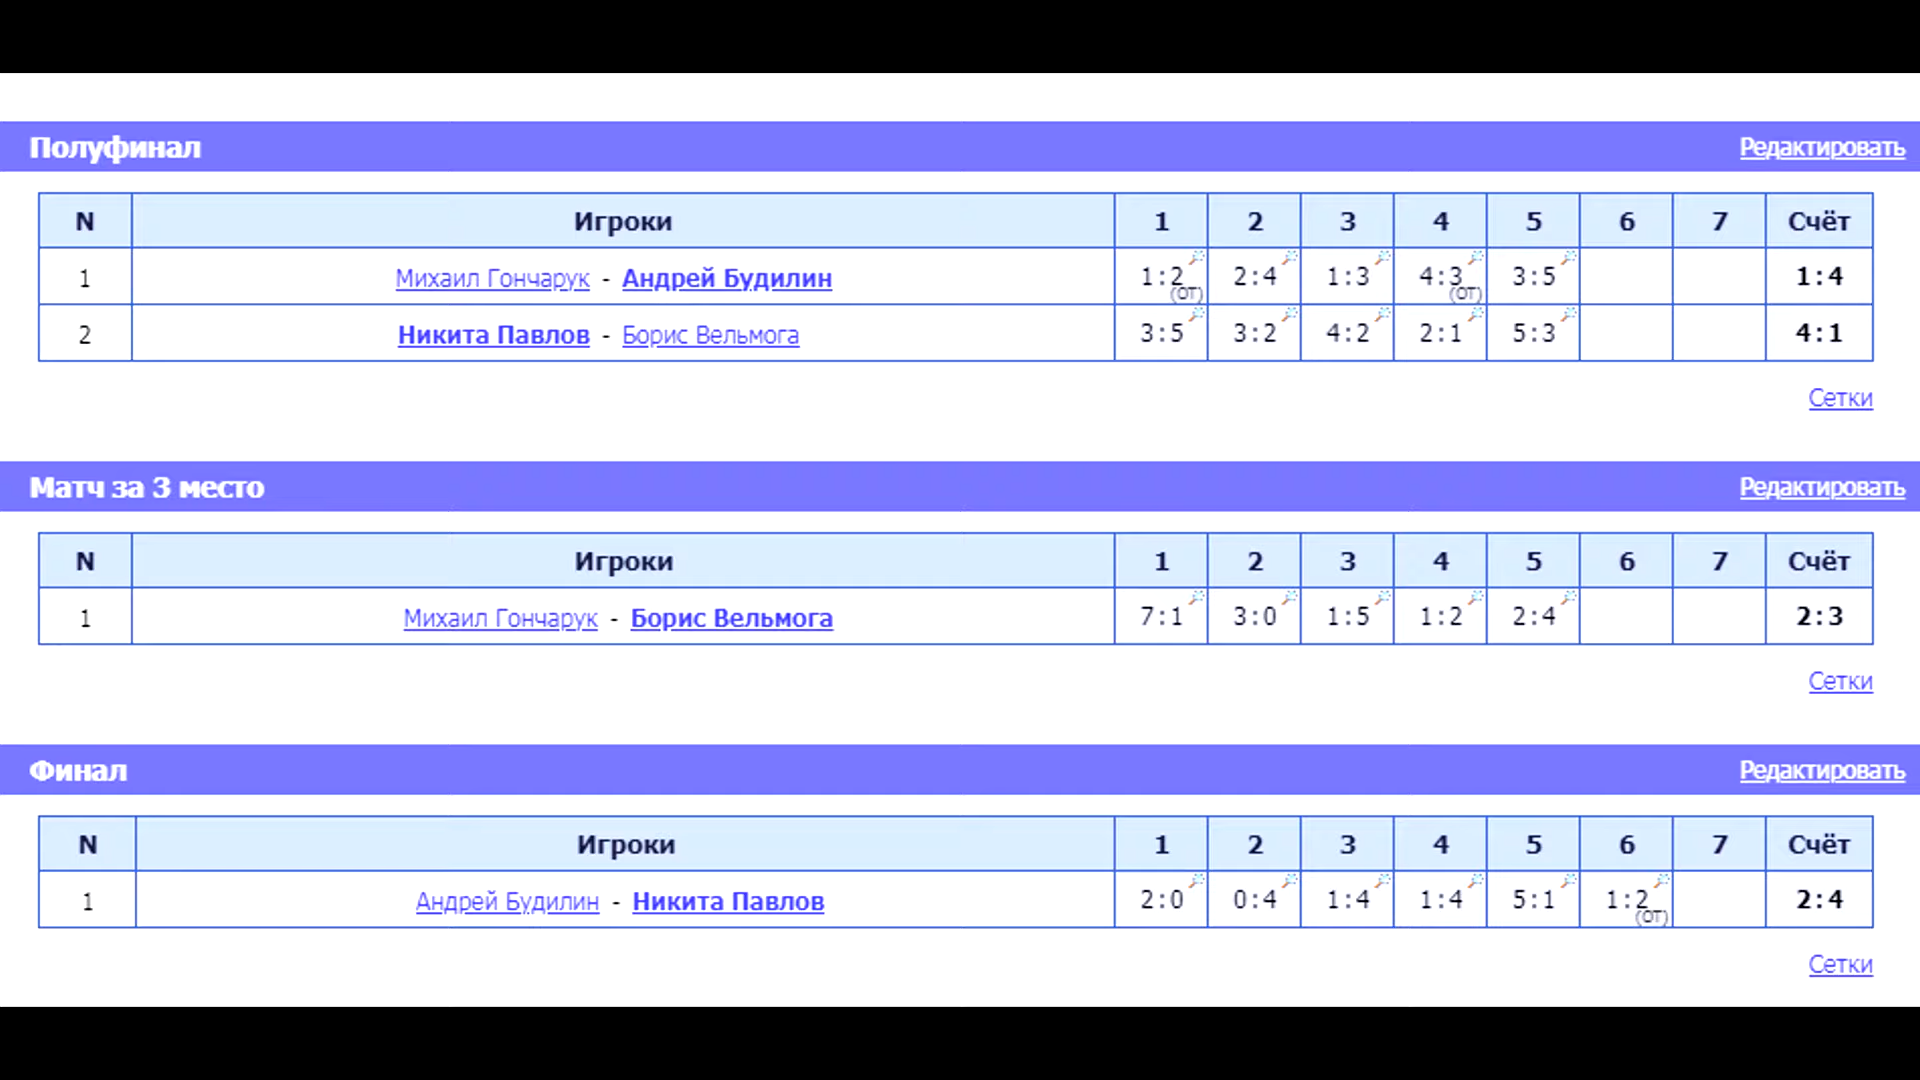 Полуфинал Редактировать
N Игроки 1 2 3 4 5 6 7 Счёт
1 Михаил Гончарук - Андрей Будилин 1:2 (ОТ) 2:4 1:3 4:3 (ОТ) 3:5 1:4
2 Никита Павлов - Борис Вельмога 3:5 3:2 4:2 2:1 5:3 4:1
Сетки
Матч за 3 место Редактировать
N Игроки 1 2 3 4 5 6 7 Счёт
1 Михаил Гончарук - Борис Вельмога 7:1 3:0 1:5 1:2 2:4 2:3
Сетки
Финал Редактировать
N Игроки 1 2 3 4 5 6 7 Счёт
1 Андрей Будилин - Никита Павлов 2:0 0:4 1:4 1:4 5:1 1:2 (ОТ) 2:4
Сетки